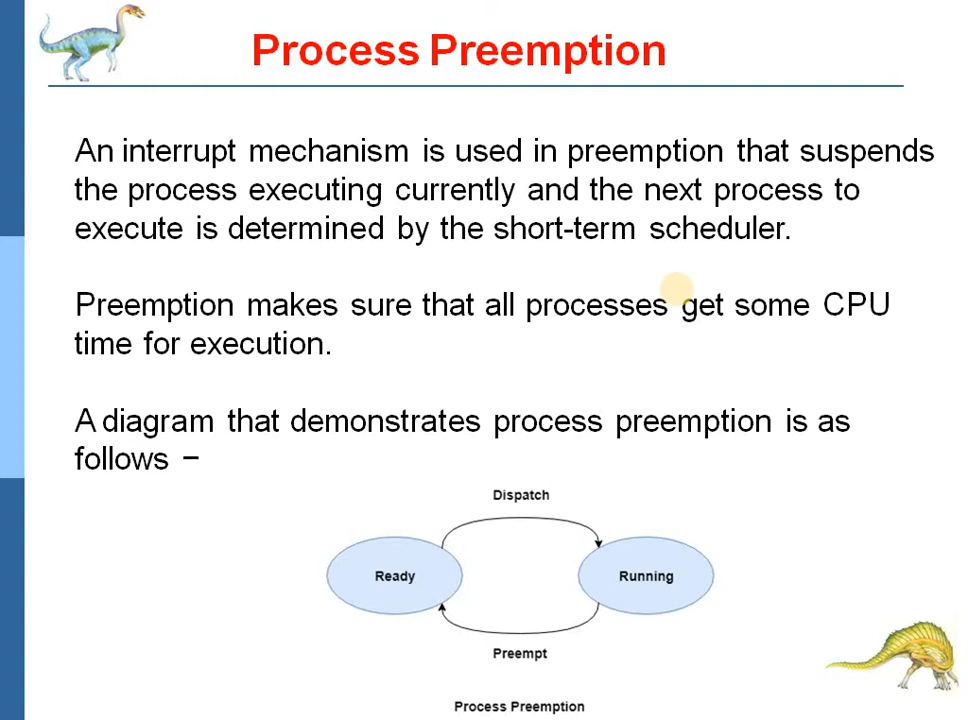 Process Preemption
An interrupt mechanism is used in preemption that suspends
the process executing currently and the next process to
execute is determined by the short-term scheduler.
Preemption makes sure that all processes get some CPU
time for execution.
A diagram that demonstrates process preemption is as
follows −
Dispatch
Ready
Running
Preempt
Process Preemption